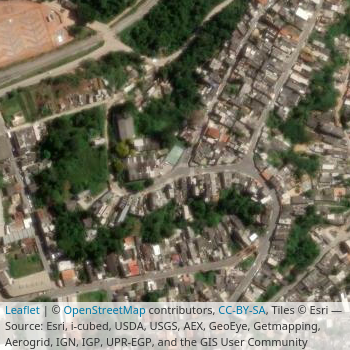 Leaflet | © OpenStreetMap contributors, CC-BY-SA, Tiles © Esri —
Source: Esri, i-cubed, USDA, USGS, AEX, GeoEye, Getmapping,
Aerogrid, IGN, IGP, UPR-EGP, and the GIS User Community